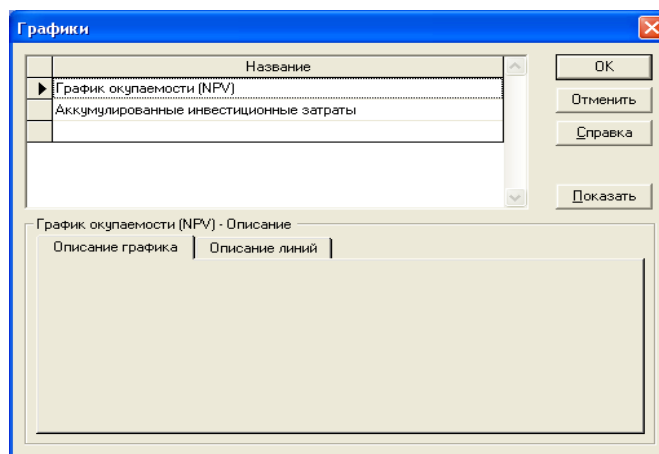 Графики
Название
График окупаемости (NPV)
Аккумулированные инвестиционные затраты
OK
Отменить
Справка
Показать
График окупаемости (NPV) - Описание
Описание графика
Описание линий